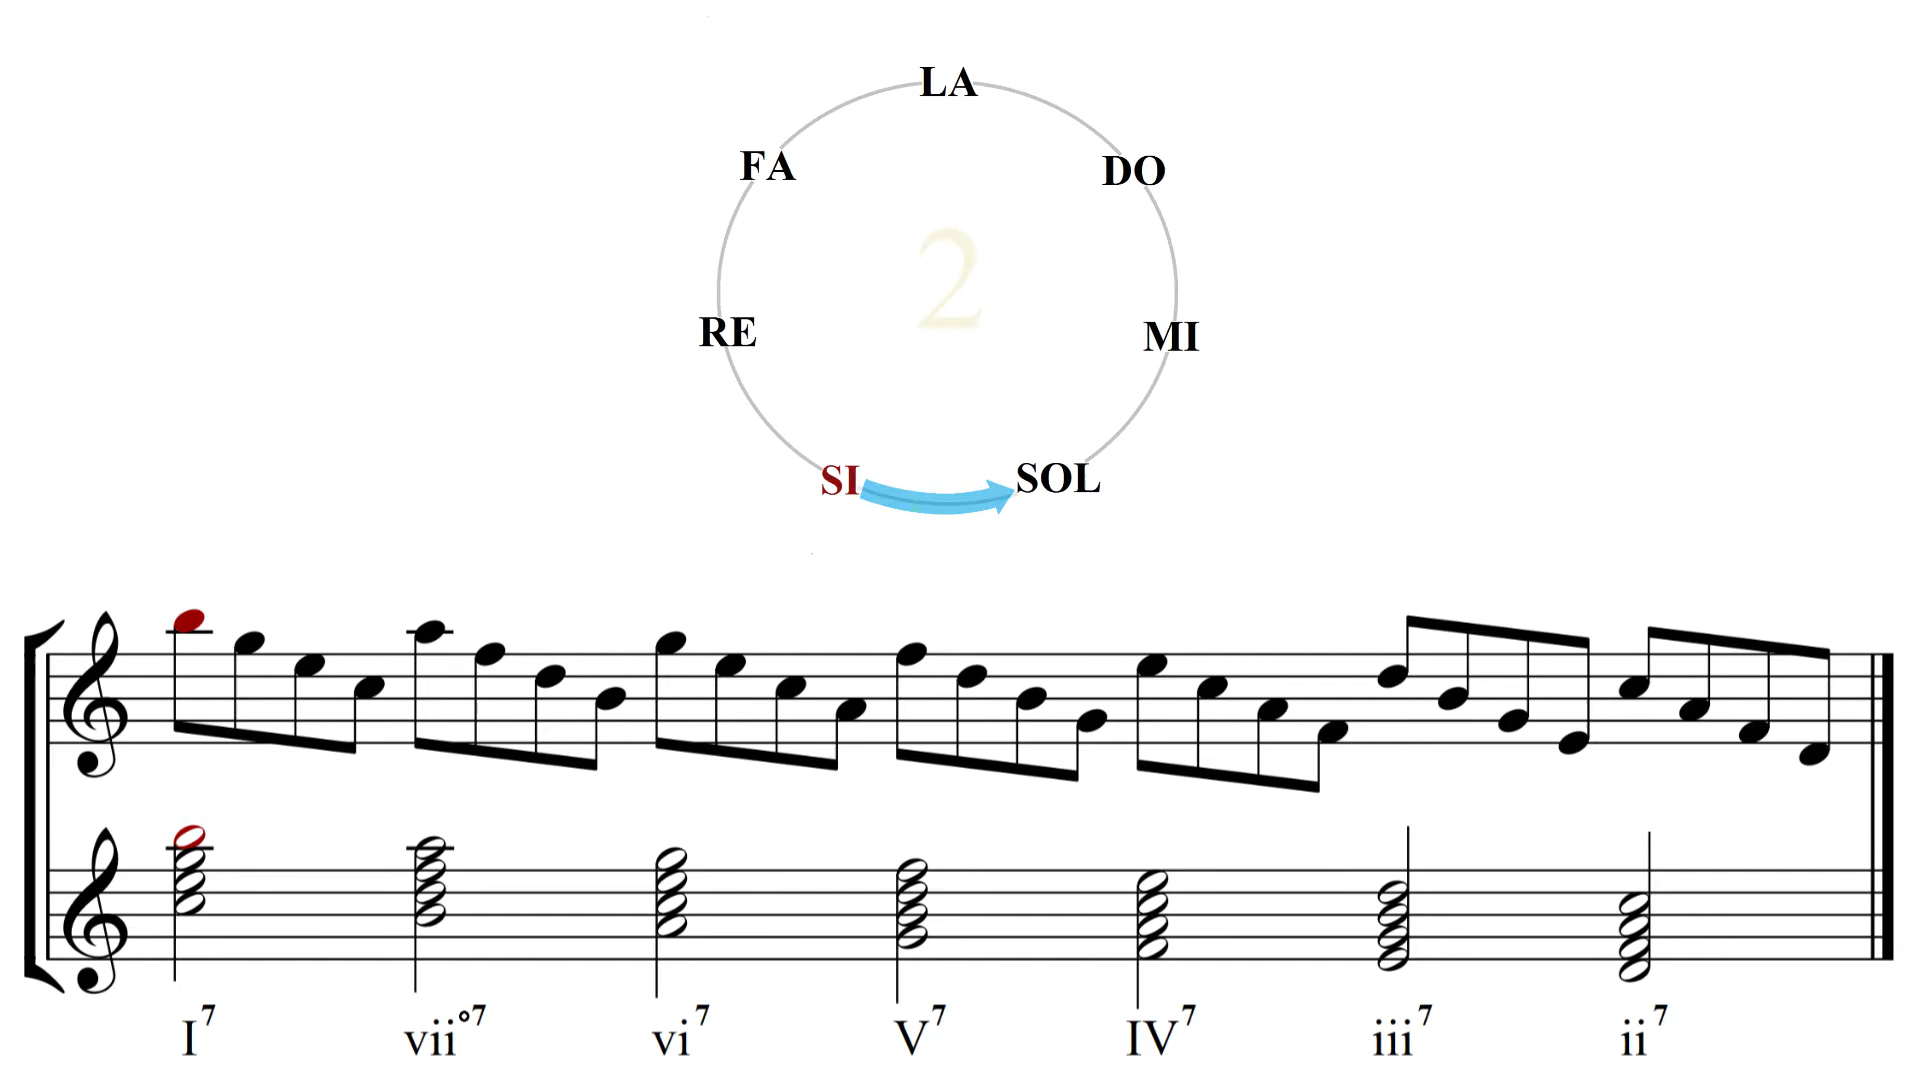 LA
FA
DO
2
RE
MI
SI
SOL
I⁷ vii°⁷ vi⁷ V⁷ IV⁷ iii⁷ ii⁷